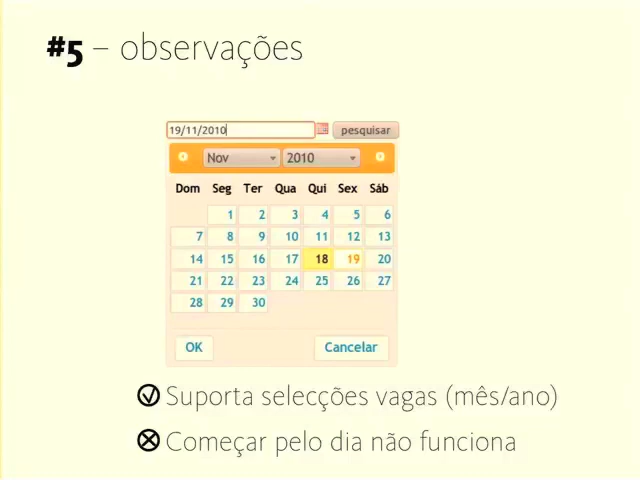 #5 – observações
19/11/2010 pesquisar
Nov 2010
Dom Seg Ter Qua Qui Sex Sáb
1 2 3 4 5 6
7 8 9 10 11 12 13
14 15 16 17 18 19 20
21 22 23 24 25 26 27
28 29 30
OK Cancelar
Suporta selecções vagas (mês/ano)
Começar pelo dia não funciona